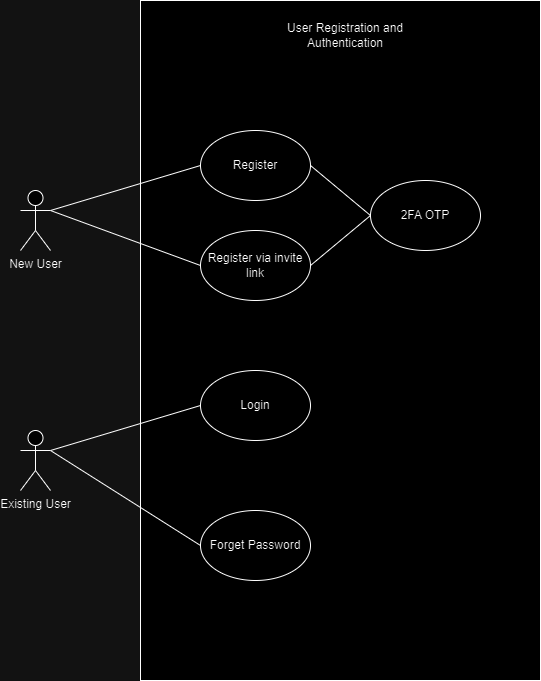 User Registration and
Authentication
Register
2FA OTP
Register via invite
link
New User
Login
Existing User
Forget Password